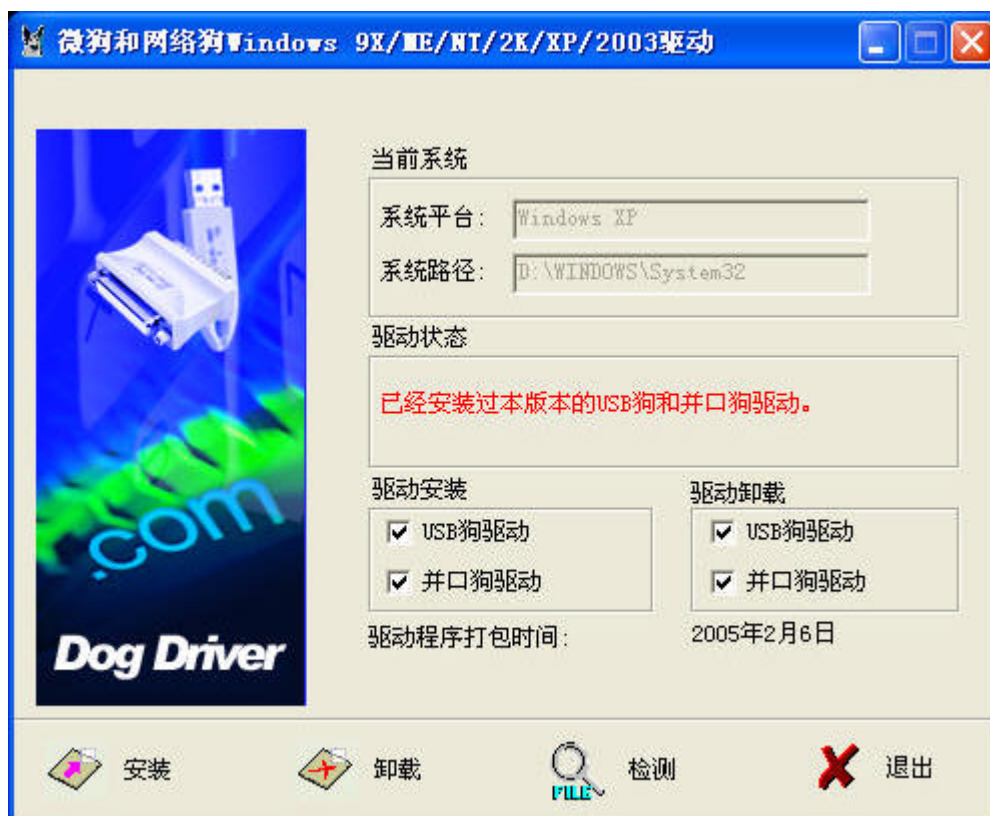 微狗和网络狗Windows 9X/ME/NT/2K/XP/2003驱动
当前系统
系统平台: Windows XP
系统路径: D:\WINDOWS\System32
驱动状态
已经安装过本版本的USB狗和并口狗驱动。
驱动安装 驱动卸载
USB狗驱动 USB狗驱动
并口狗驱动 并口狗驱动
驱动程序打包时间: 2005年2月6日
.com
Dog Driver
安装 卸载 FILE 检测 退出